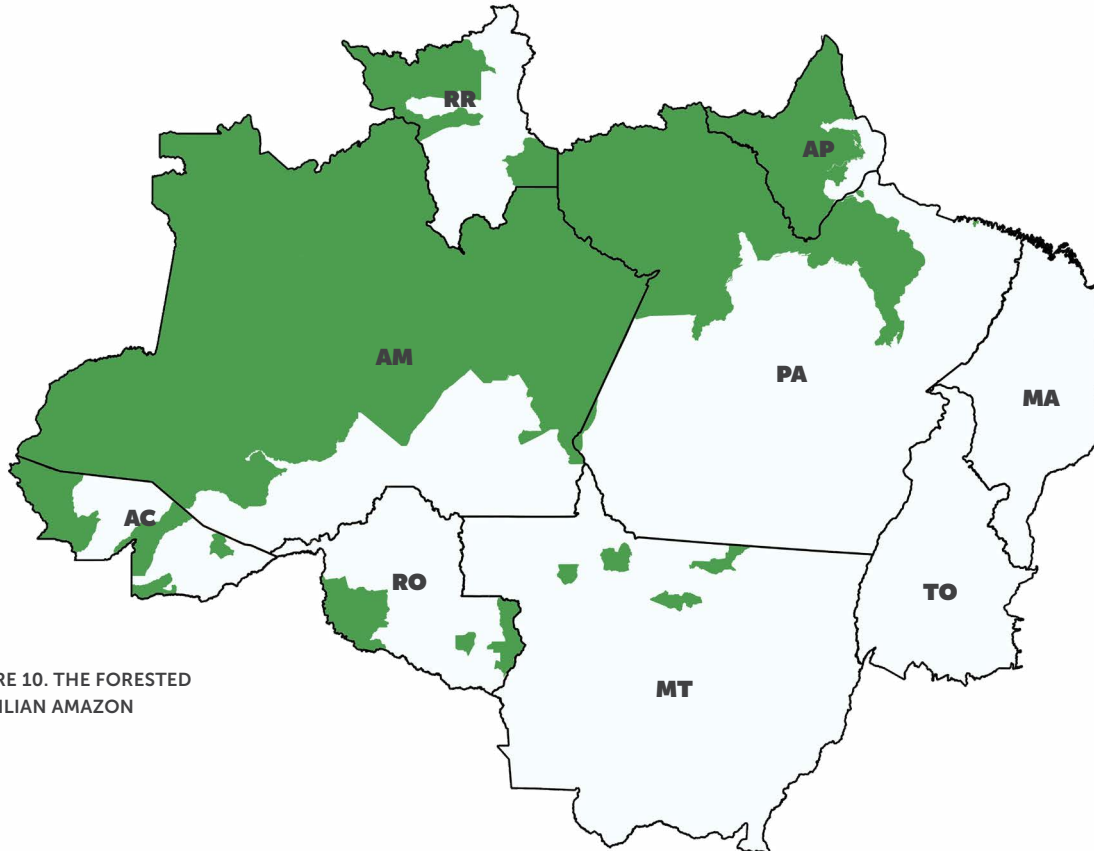 RR
AP
AM
PA
MA
AC
RO
TO
MT
RE 10. THE FORESTED
ILIAN AMAZON